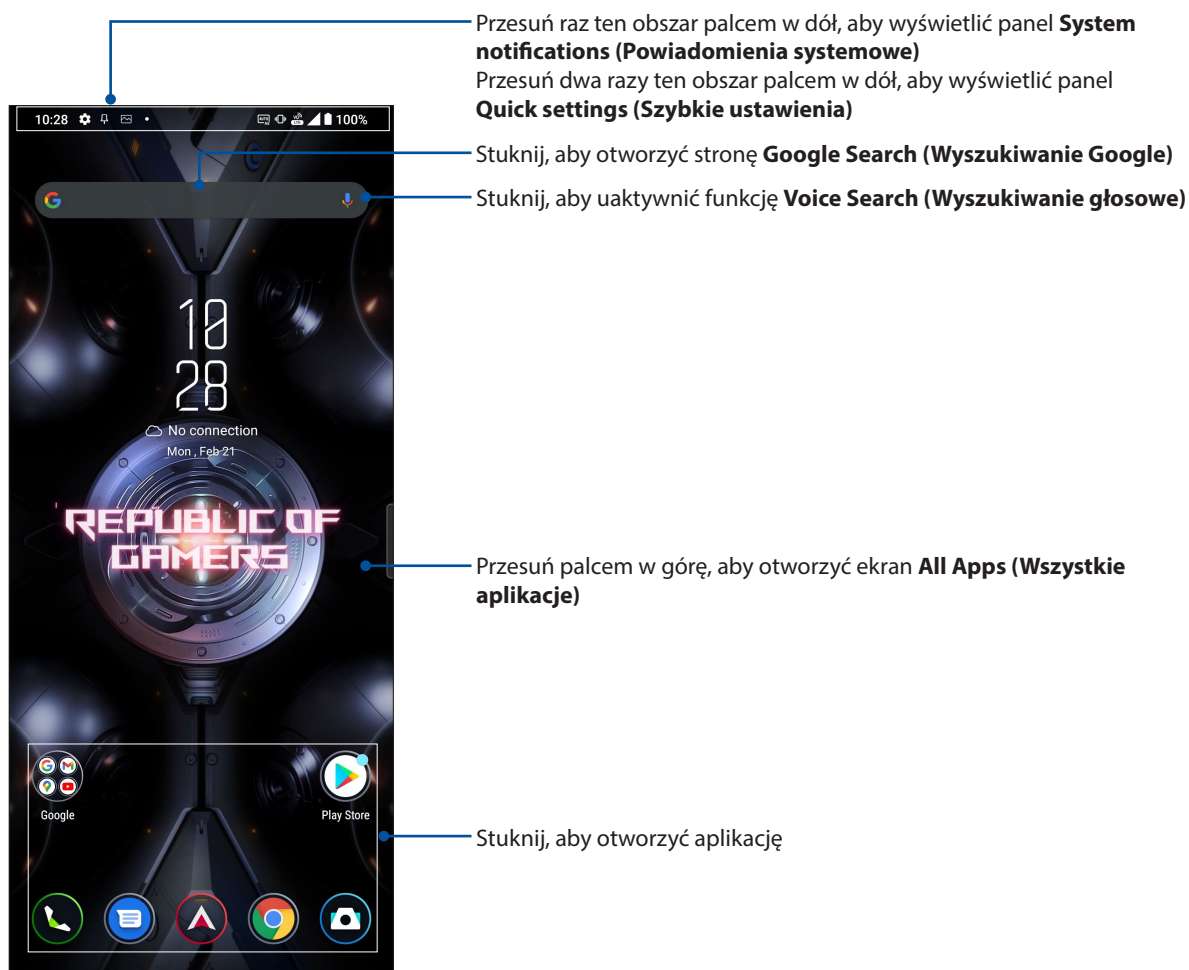 Przesuń raz ten obszar palcem w dół, aby wyświetlić panel System
notifications (Powiadomienia systemowe)
Przesuń dwa razy ten obszar palcem w dół, aby wyświetlić panel
Quick settings (Szybkie ustawienia)
10:28
100%
Stuknij, aby otworzyć stronę Google Search (Wyszukiwanie Google)
Stuknij, aby uaktywnić funkcję Voice Search (Wyszukiwanie głosowe)
10
28
No connection
Mon , Feb 21
REPUBLIC OF
GAMERS
Przesuń palcem w górę, aby otworzyć ekran All Apps (Wszystkie
aplikacje)
Google
Play Store
Stuknij, aby otworzyć aplikację